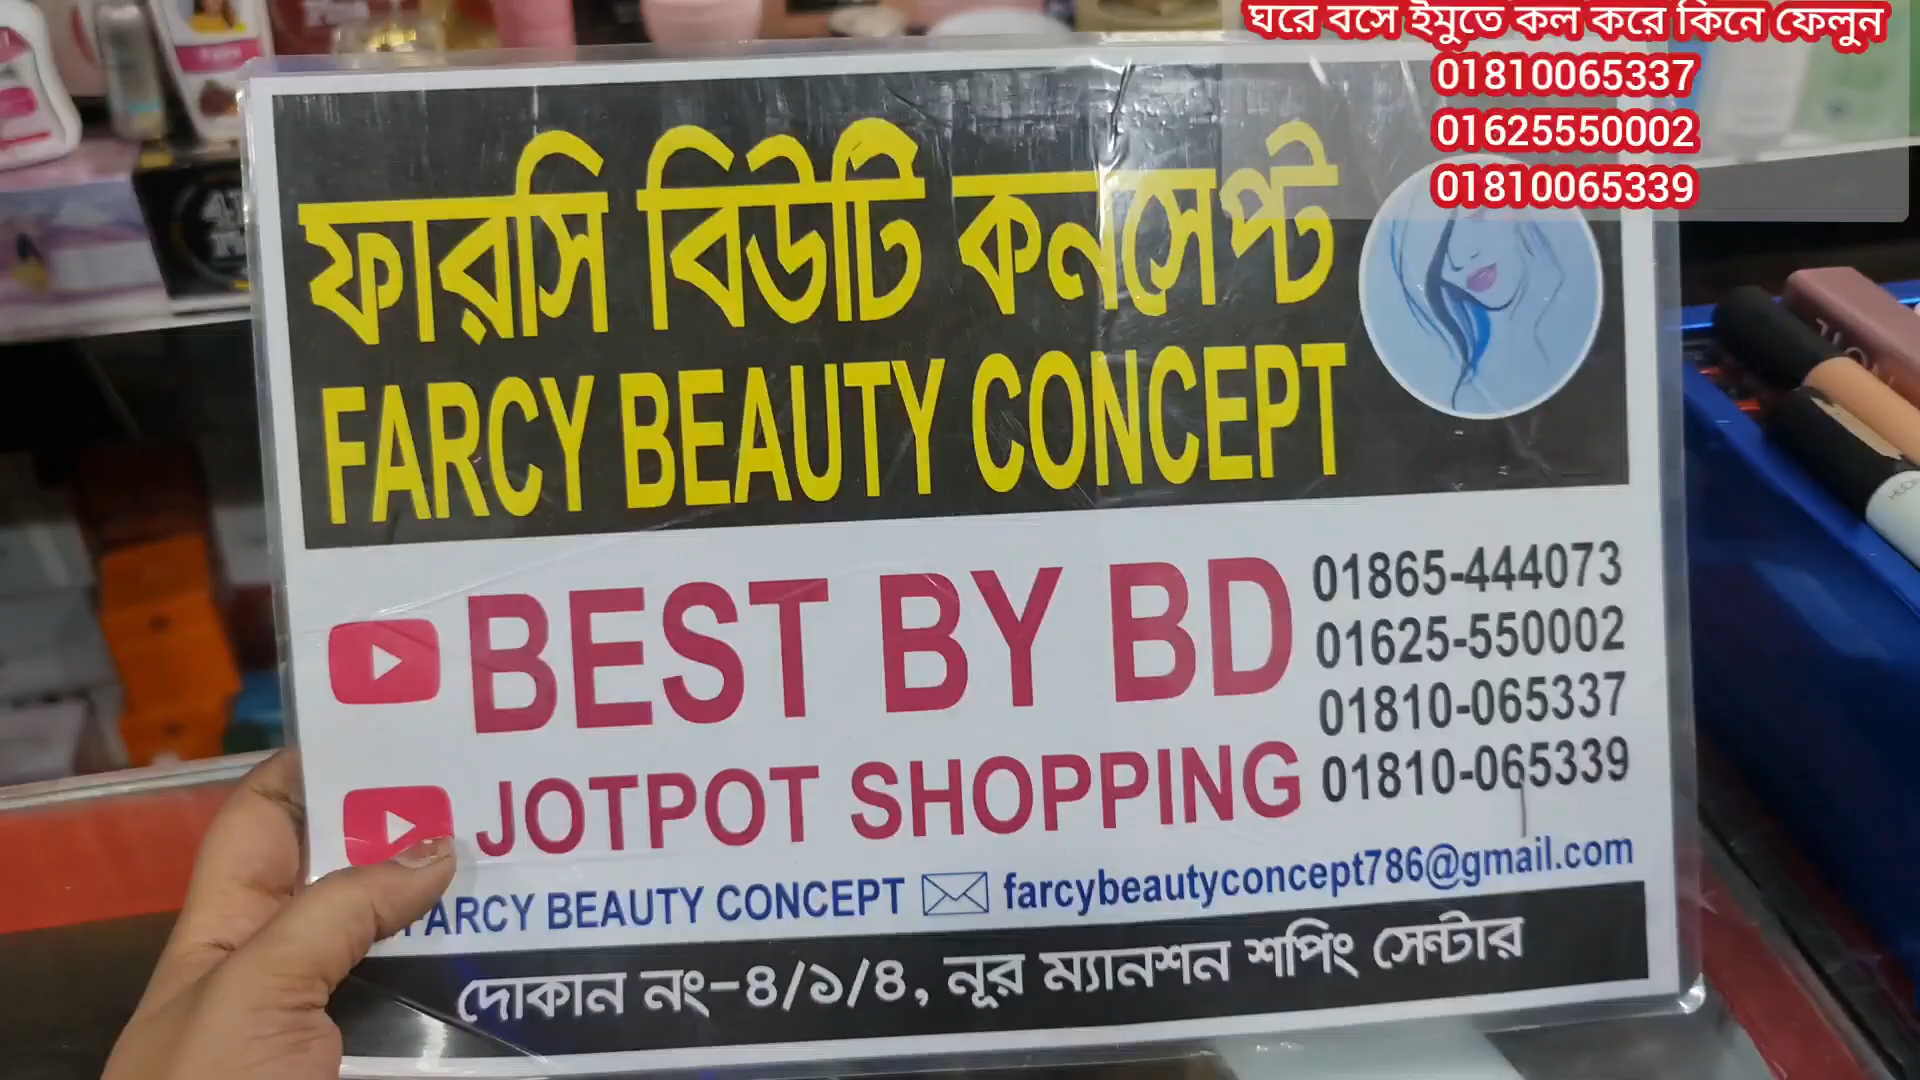 ঘরে বসে ইমুতে কল করে কিনে ফেলুন
01810065337
01625550002
01810065339
ফারসি বিউটি কনসেপ্ট
FARCY BEAUTY CONCEPT
BEST BY BD
JOTPOT SHOPPING
01865-444073
01625-550002
01810-065337
01810-065339
FARCY BEAUTY CONCEPT farcybeautyconcept786@gmail.com
দোকান নং-৪/১/৪, নূর ম্যানশন শপিং সেন্টার